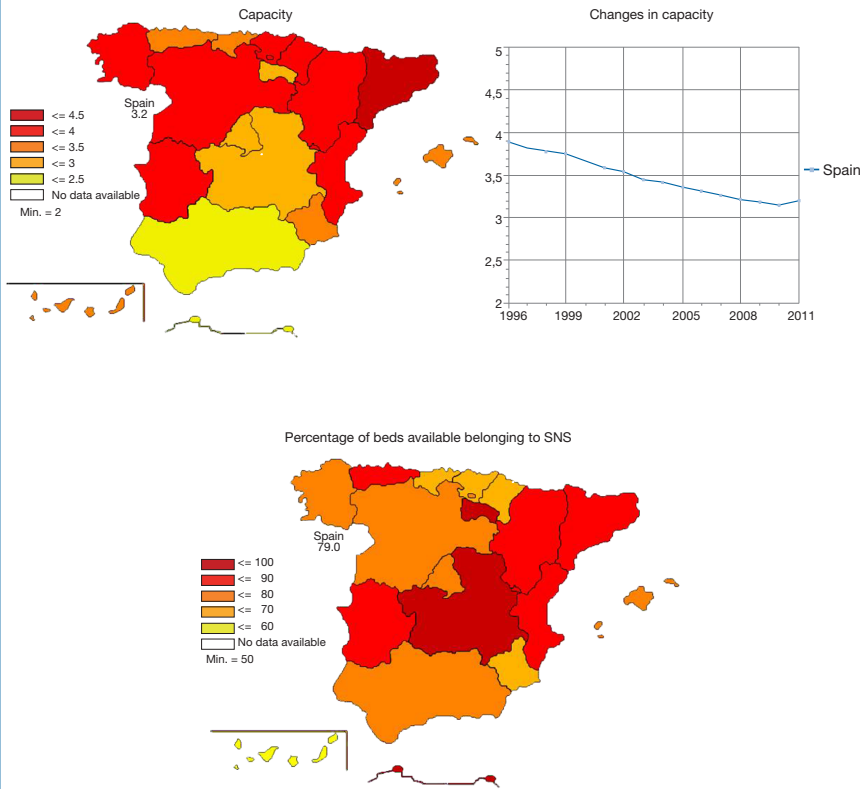 Capacity
Spain
3.2
<= 4.5
<= 4
<= 3.5
<= 3
<= 2.5
No data available
Min. = 2
Changes in capacity
5
4,5
4
3,5
3
2,5
2
1996 1999 2002 2005 2008 2011
Spain
Percentage of beds available belonging to SNS
Spain
79.0
<= 100
<= 90
<= 80
<= 70
<= 60
No data available
Min. = 50